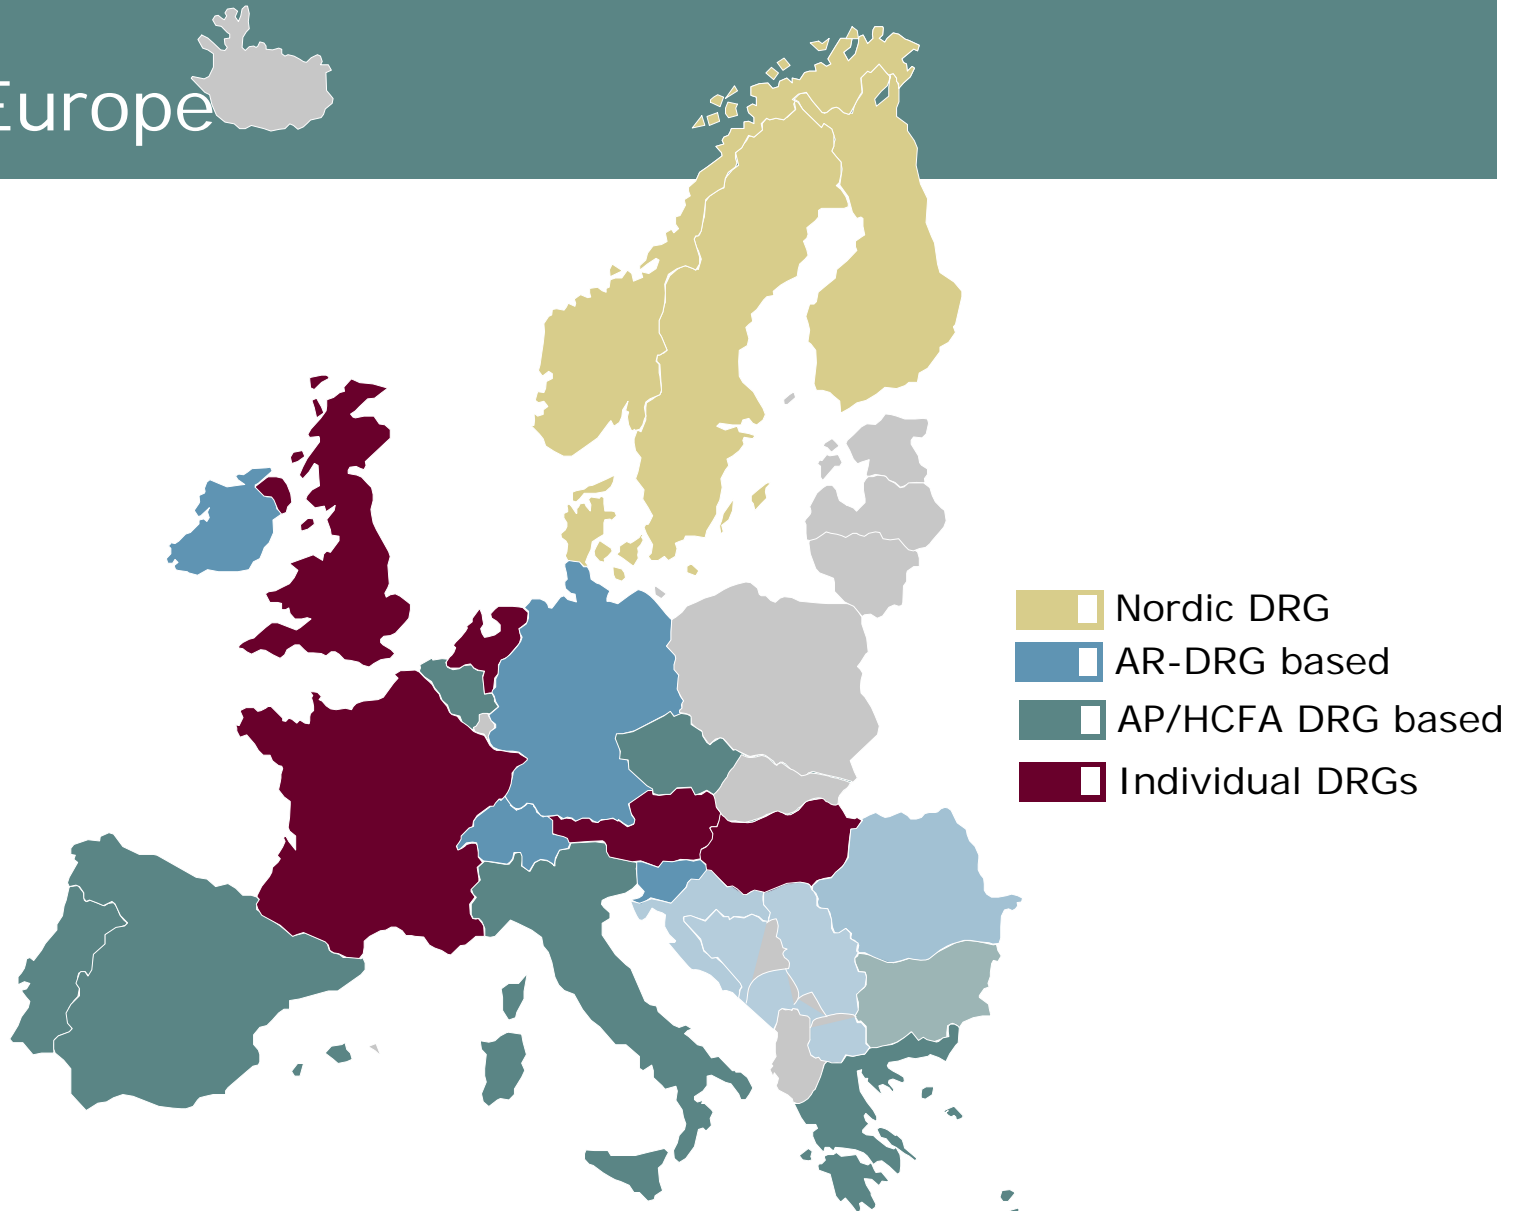 Europe
Nordic DRG
AR-DRG based
AP/HCFA DRG based
Individual DRGs